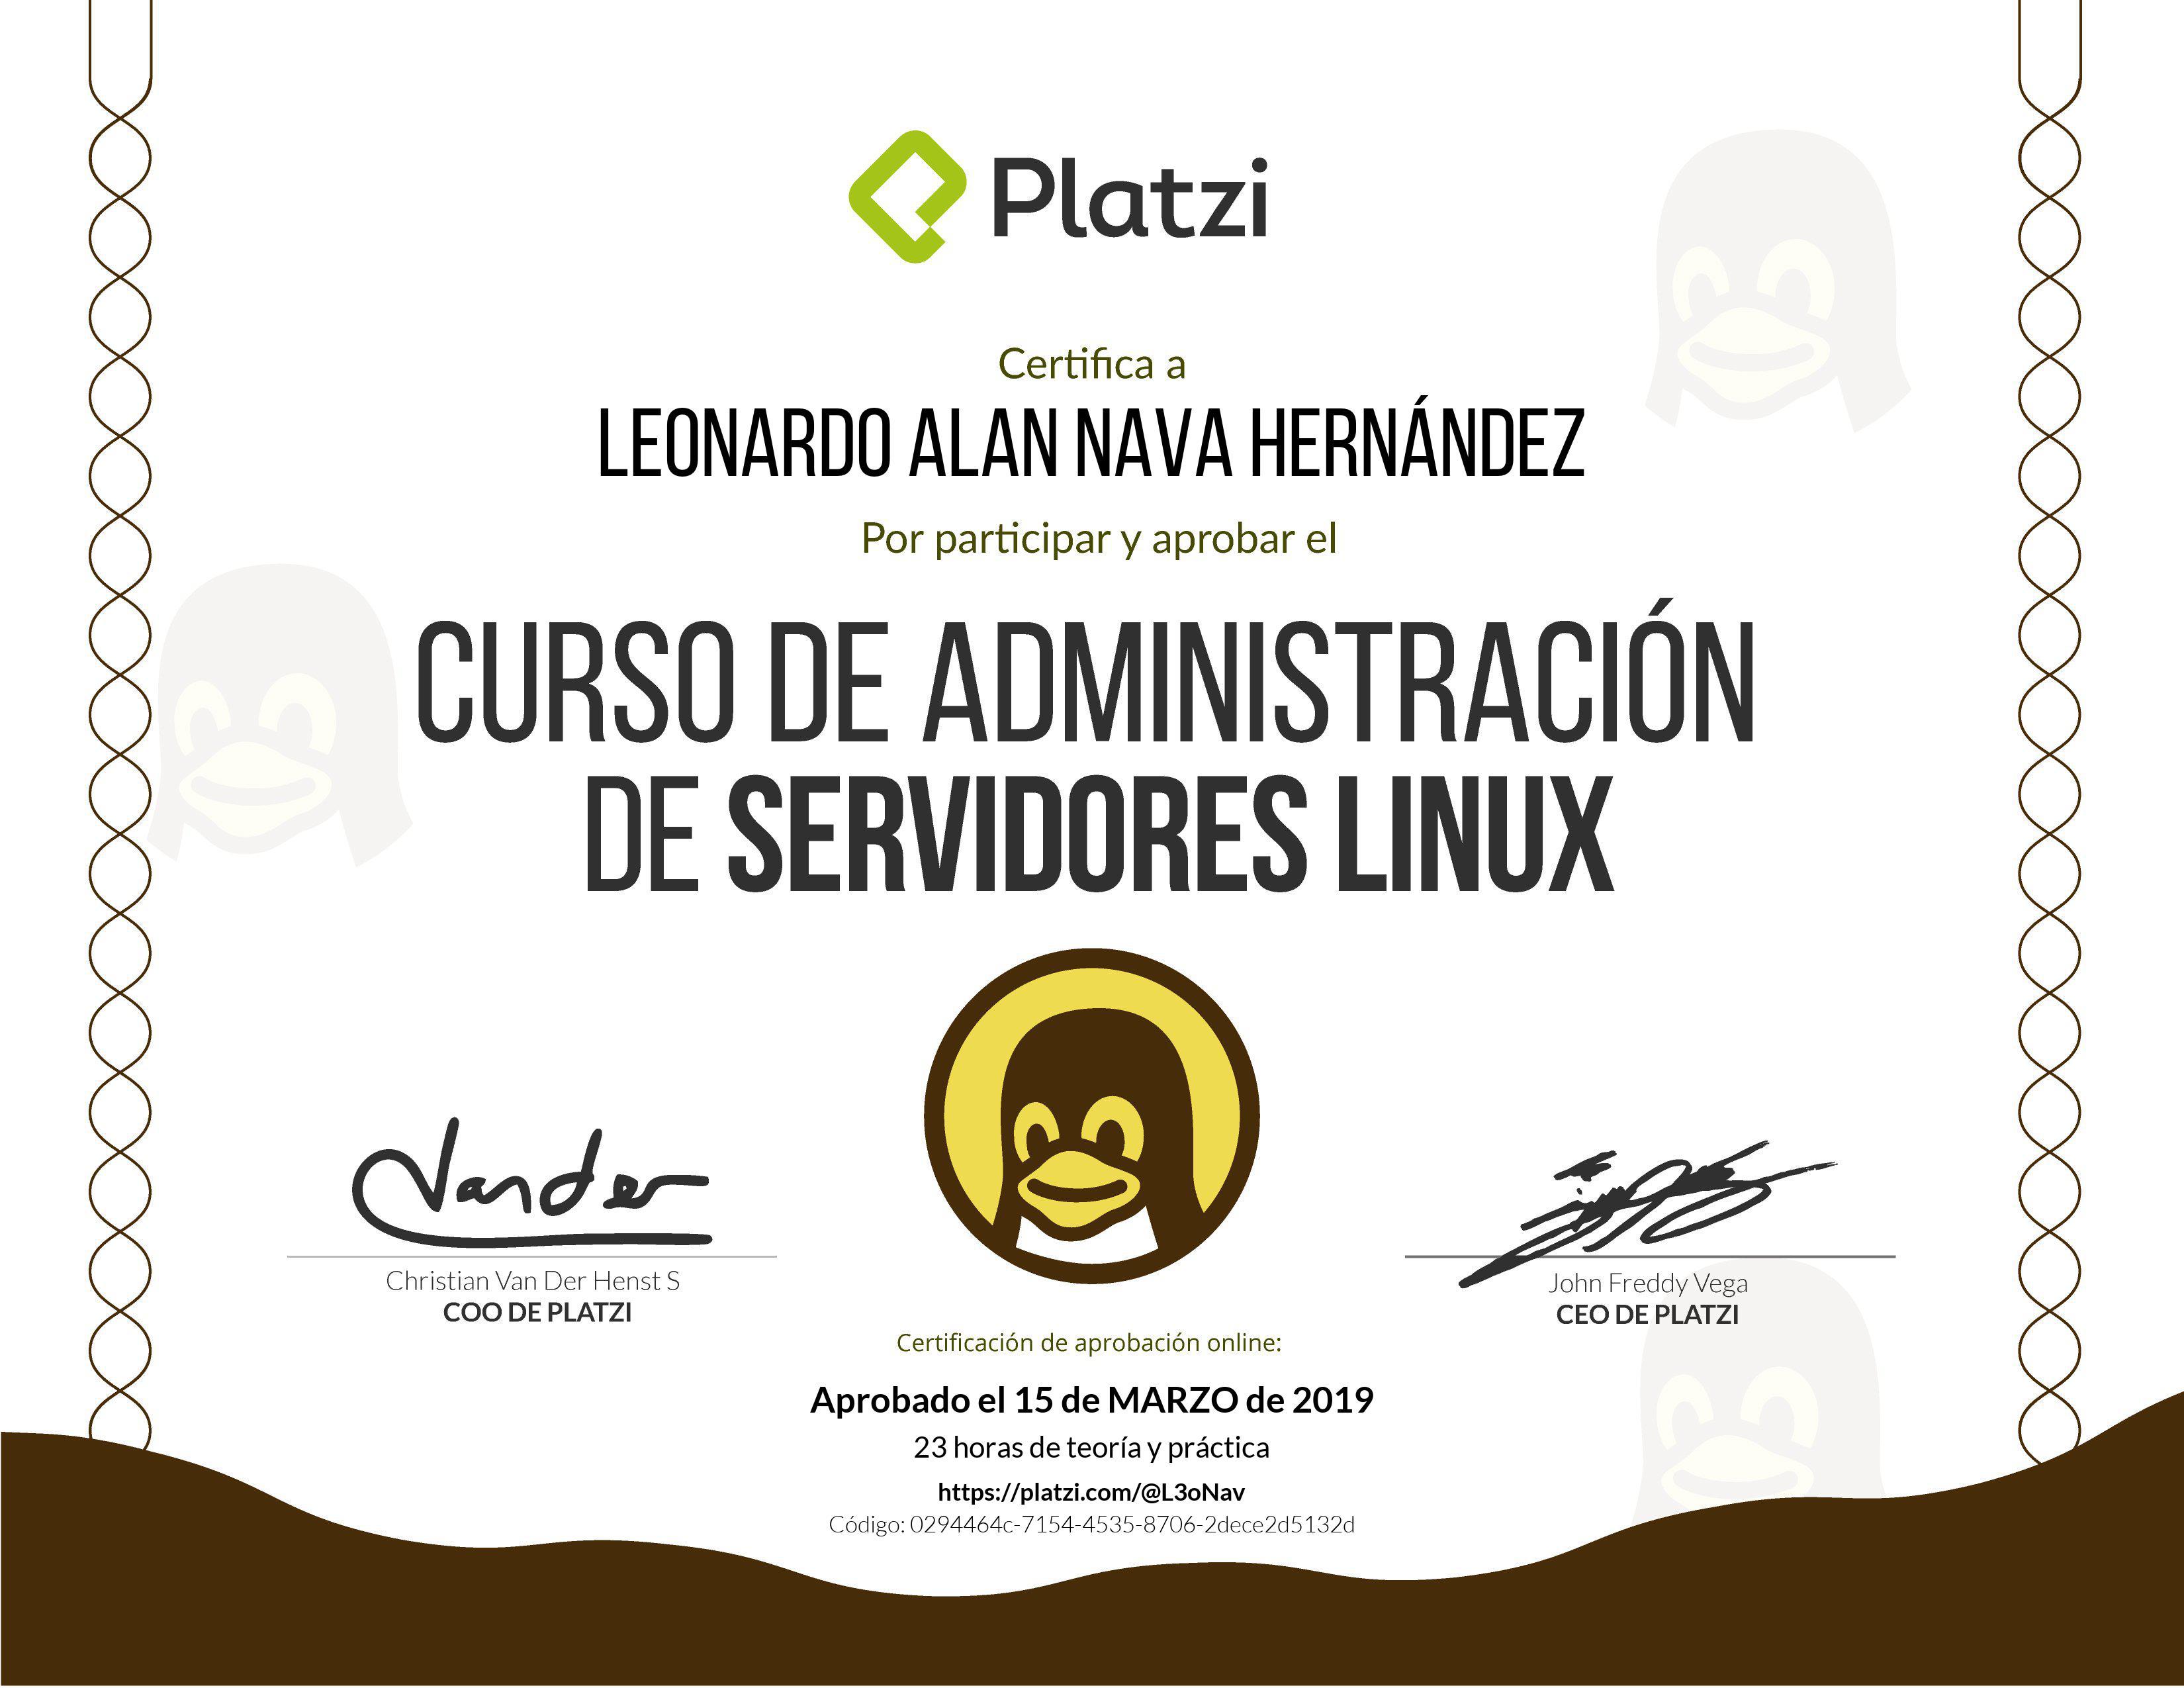 Platzi
Certifica a
LEONARDO ALAN NAVA HERNÁNDEZ
Por participar y aprobar el
CURSO DE ADMINISTRACIÓN
DE SERVIDORES LINUX
Vander
Christian Van Der Henst S
COO DE PLATZI
John Freddy Vega
CEO DE PLATZI
Certificación de aprobación online:
Aprobado el 15 de MARZO de 2019
23 horas de teoría y práctica
https://platzi.com/@L3oNav
Código: 0294464c-7154-4535-8706-2dece2d5132d